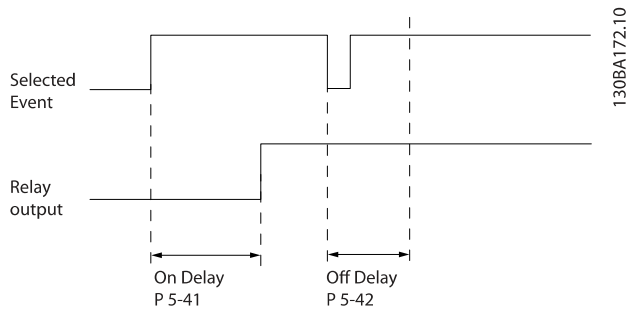 130BA172.10
Selected
Event
Relay
output
On Delay
P 5-41
Off Delay
P 5-42